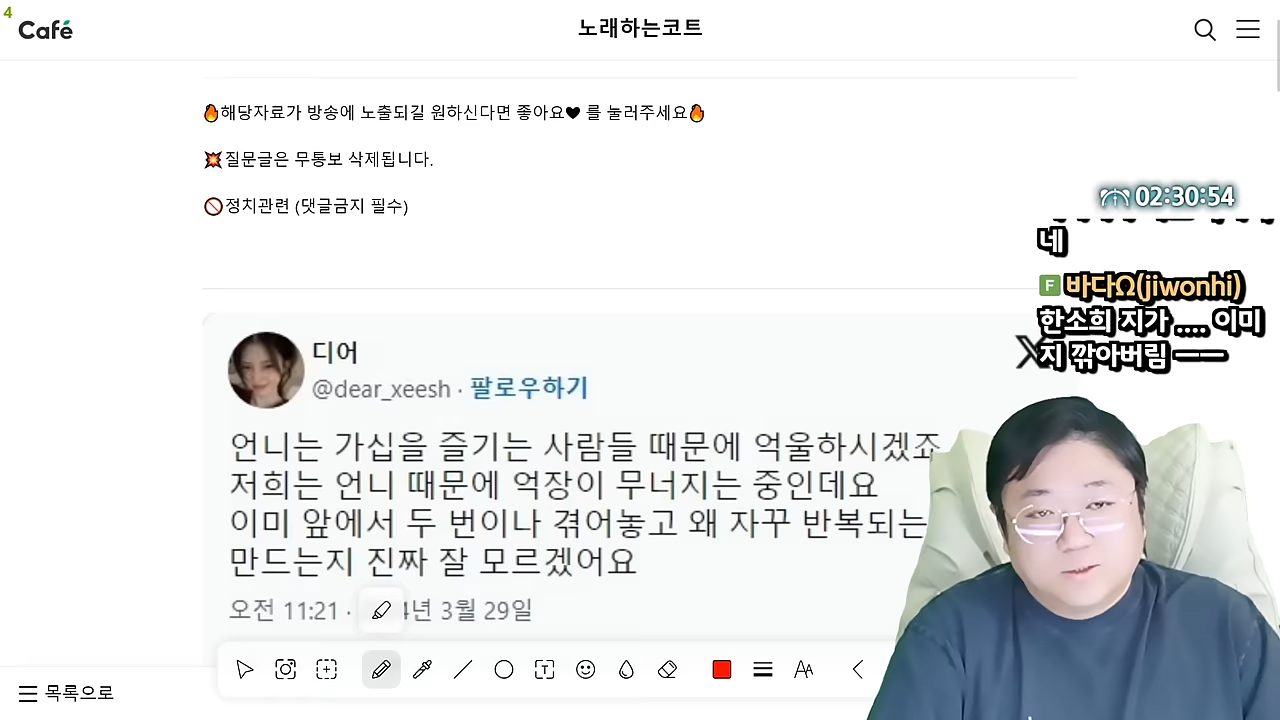 4
Café
노래하는코트
🔥해당자료가 방송에 노출되길 원하신다면 좋아요🖤 를 눌러주세요🔥
💥질문글은 무통보 삭제됩니다.
🚫정치관련 (댓글금지 필수)
02:30:54
네
F 바다Ω(jiwonhi)
한소희 지가 .... 이미
지 깎아버림 ㅡㅡ
디어
@dear_xeesh · 팔로우하기
언니는 가십을 즐기는 사람들 때문에 억울하시겠죠
저희는 언니 때문에 억장이 무너지는 중인데요
이미 앞에서 두 번이나 겪어놓고 왜 자꾸 반복되는
만드는지 진짜 잘 모르겠어요
오전 11:21 · 4년 3월 29일
목록으로